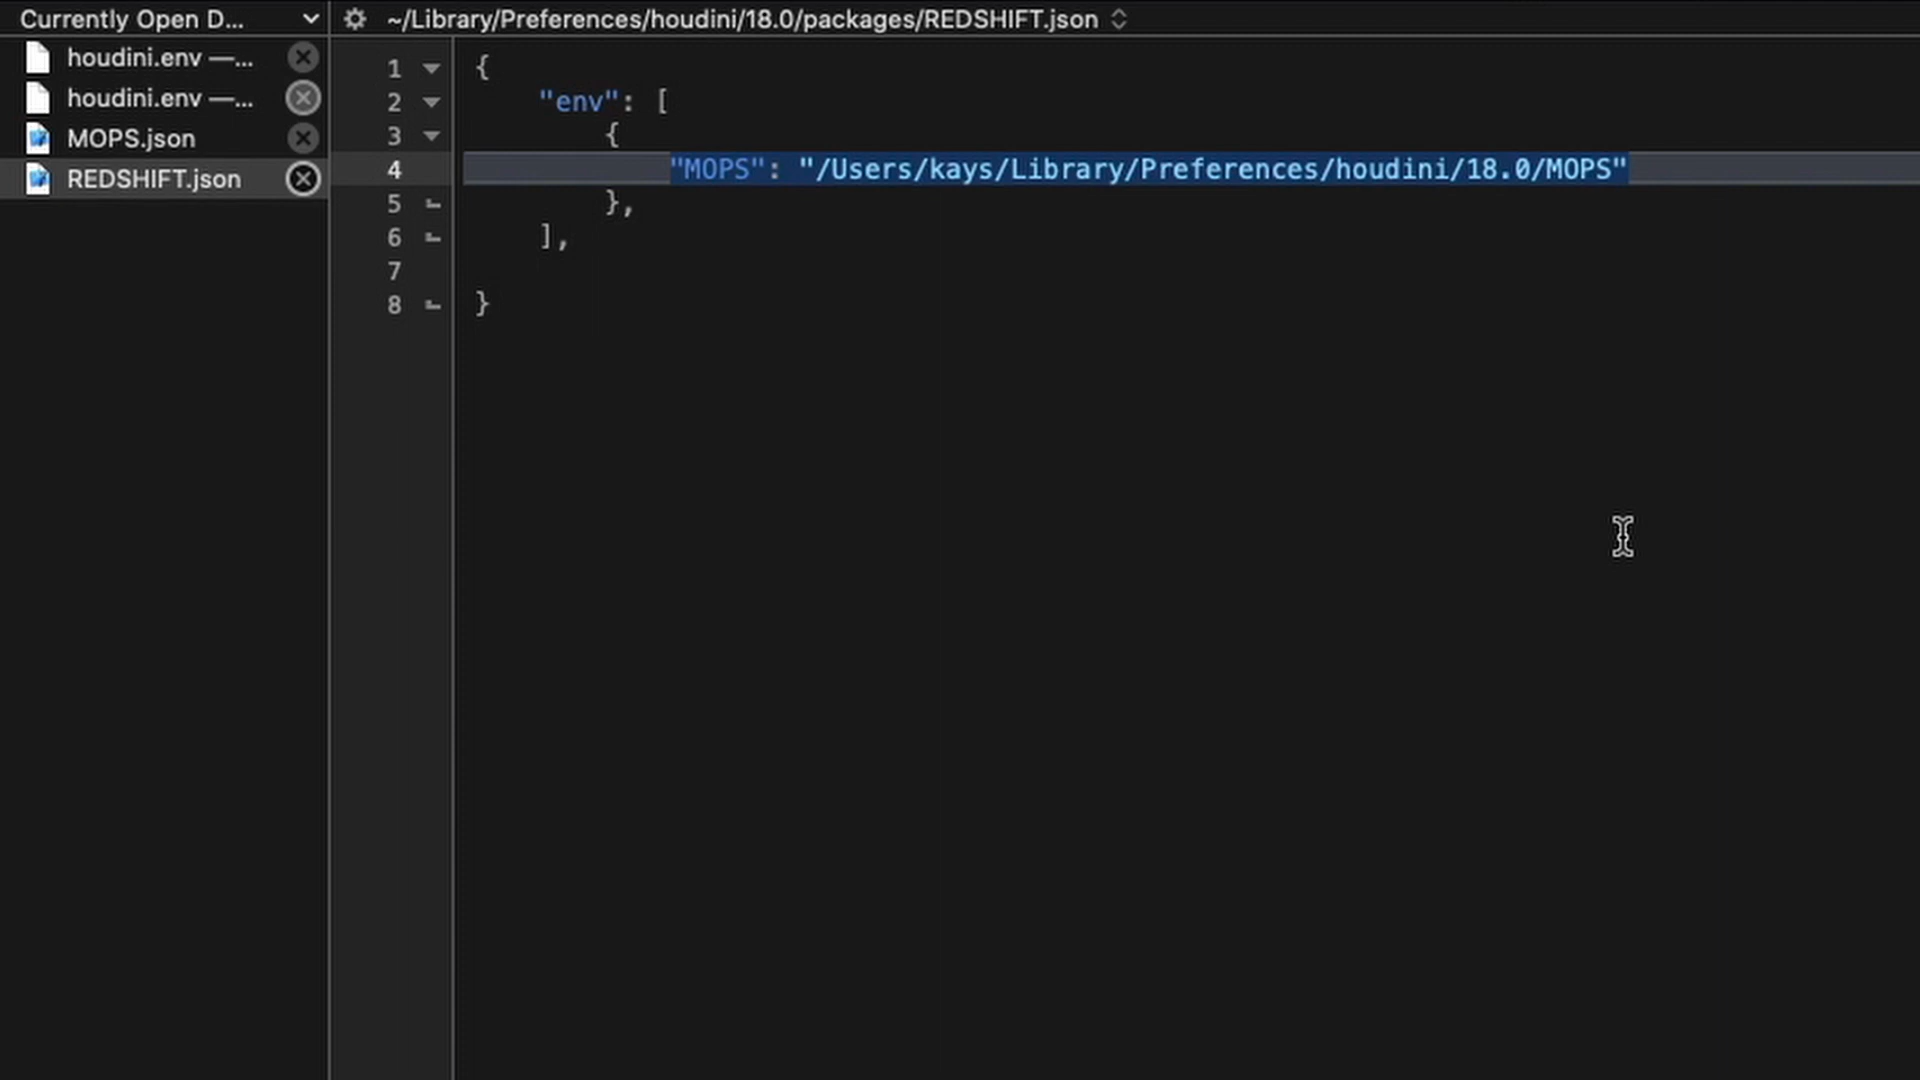 Currently Open D...
~/Library/Preferences/houdini/18.0/packages/REDSHIFT.json
houdini.env —...
houdini.env —...
MOPS.json
REDSHIFT.json
1 {
2 "env": [
3 {
4 "MOPS": "/Users/kays/Library/Preferences/houdini/18.0/MOPS"
5 },
6 ],
7
8 }